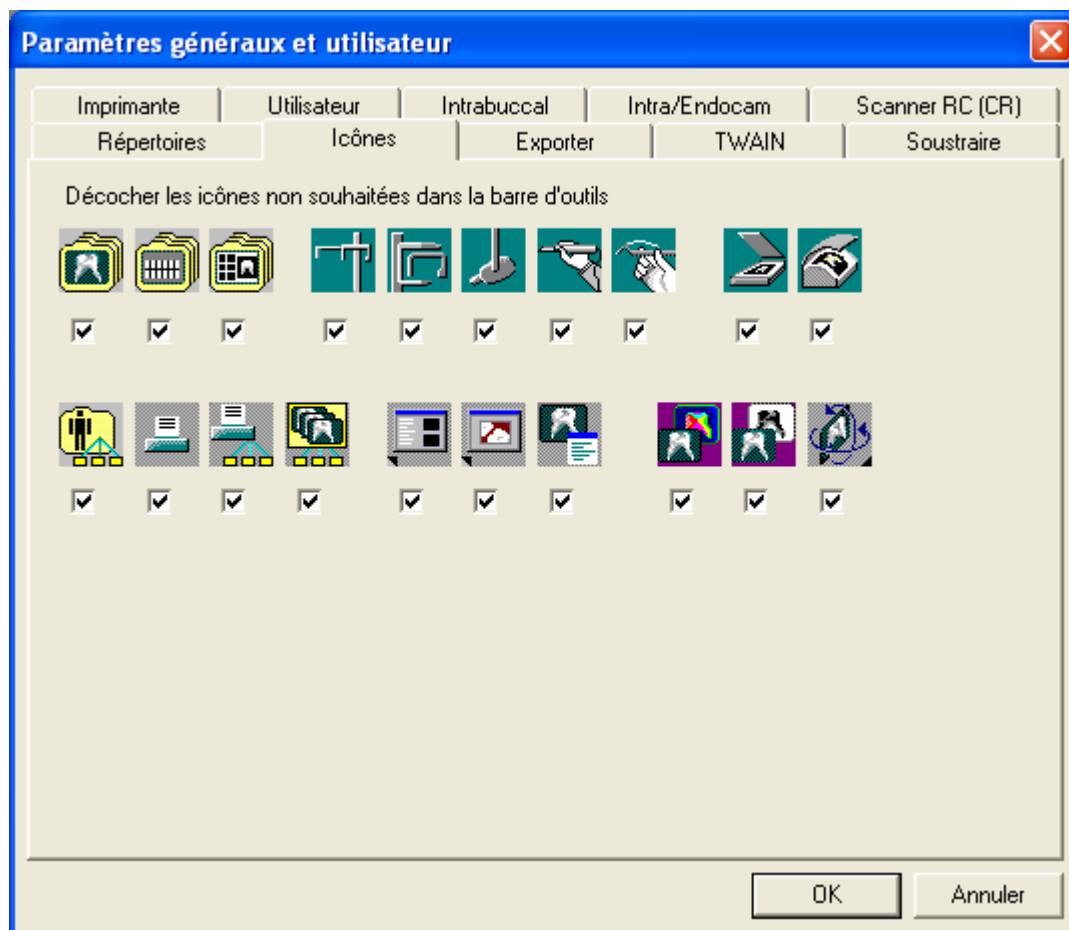 Paramètres généraux et utilisateur
Imprimante Utilisateur Intrabuccal Intra/Endocam Scanner RC (CR)
Répertoires Icônes Exporter TWAIN Soustraire
Décocher les icônes non souhaitées dans la barre d'outils
OK Annuler